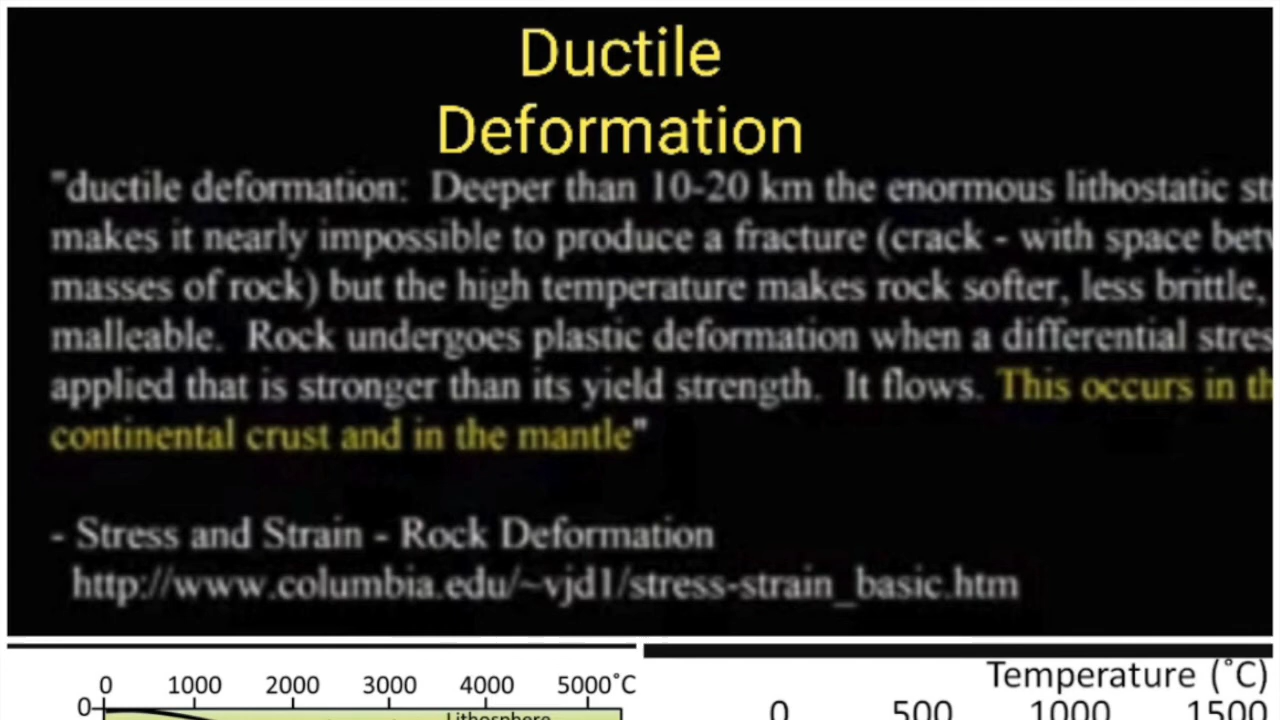 Ductile
Deformation
"ductile deformation: Deeper than 10-20 km the enormous lithostatic
makes it nearly impossible to produce a fracture (crack - with space
masses of rock) but the high temperature makes rock softer, less brittle,
malleable. Rock undergoes plastic deformation when a differential
applied that is stronger than its yield strength. It flows. This occurs in
continental crust and in the mantle"
- Stress and Strain - Rock Deformation
http://www.columbia.edu/~vjd1/stress-strain_basic.htm
Temperature (˚C)
0 1000 2000 3000 4000 5000˚C
0
Lithosphere
0 500 1000 1500